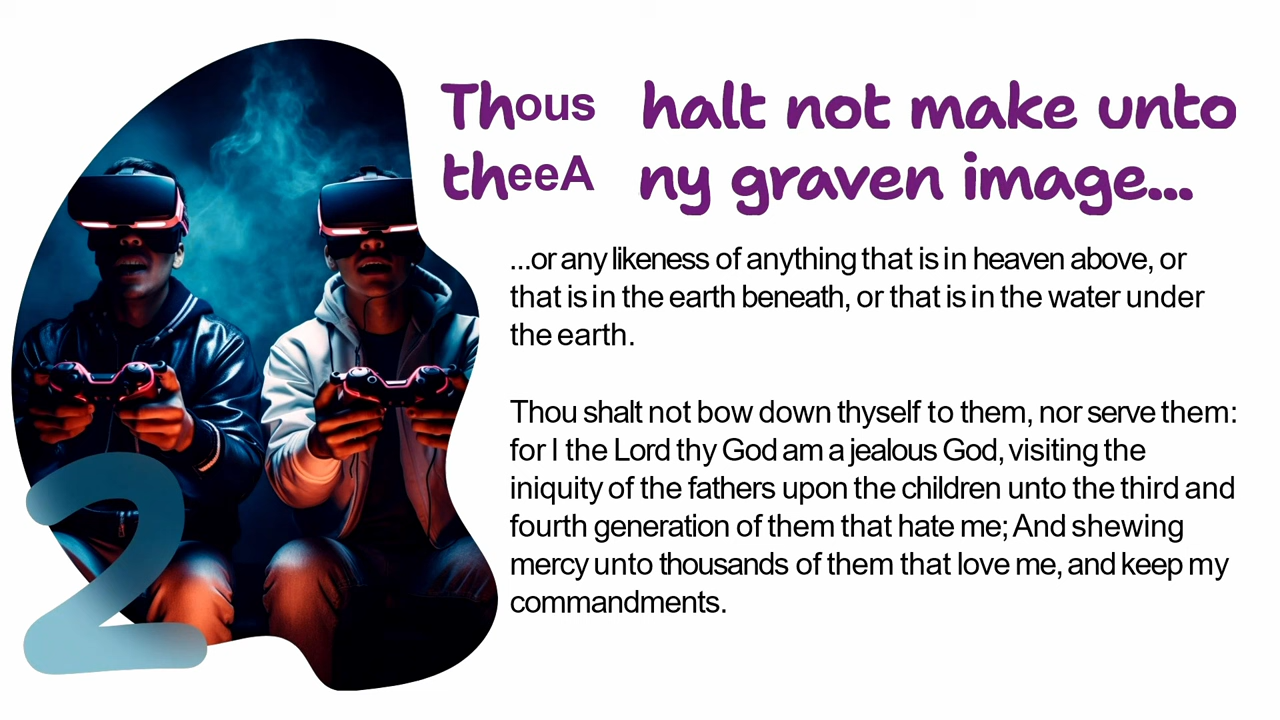 Thous halt not make unto
theeA ny graven image...
...or any likeness of anything that is in heaven above, or
that is in the earth beneath, or that is in the water under
the earth.
Thou shalt not bow down thyself to them, nor serve them:
for I the Lord thy God am a jealous God, visiting the
iniquity of the fathers upon the children unto the third and
fourth generation of them that hate me; And shewing
mercy unto thousands of them that love me, and keep my
commandments.
2